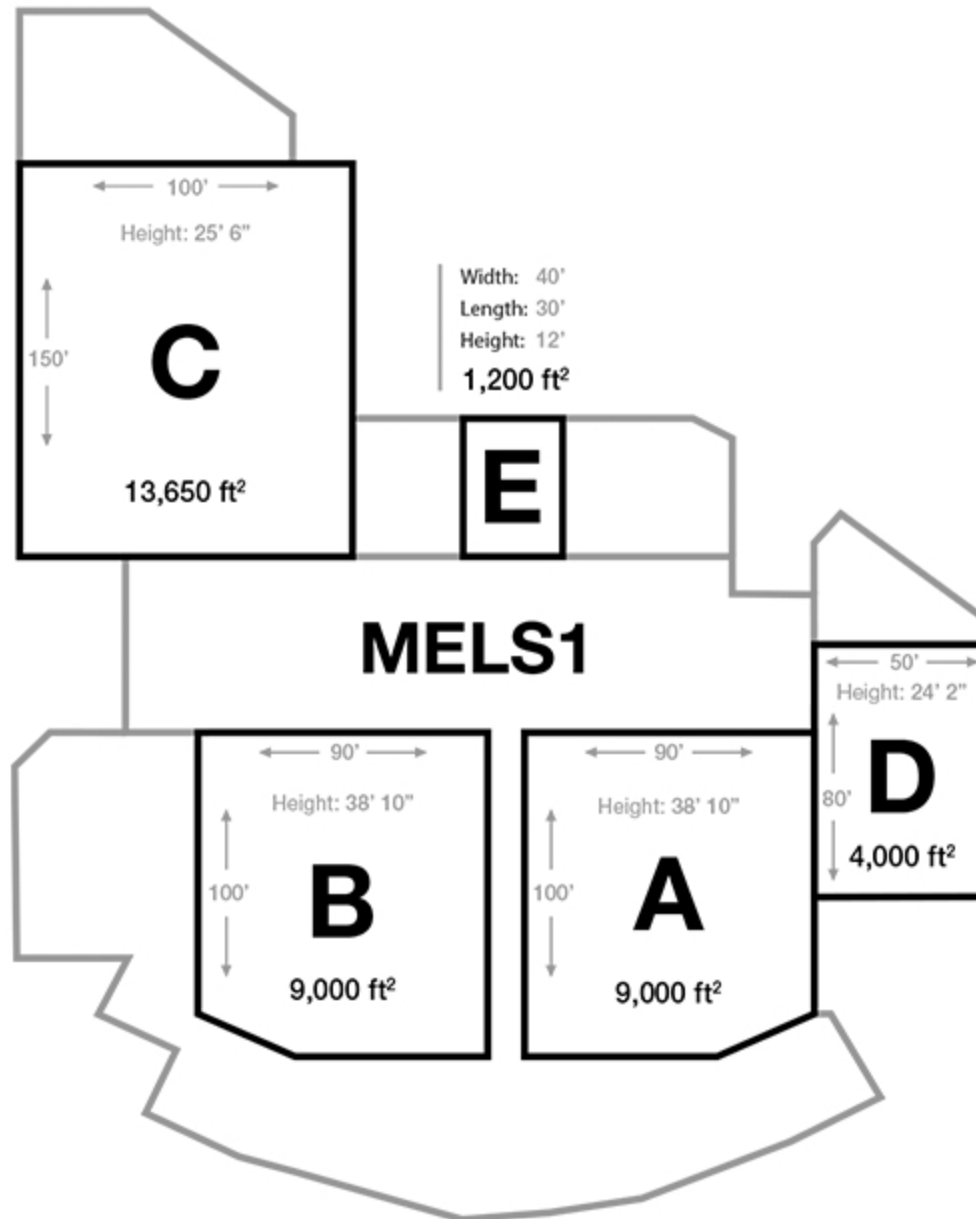 100’
Height: 25’ 6”
150’
C
13,650 ft²
Width: 40’
Length: 30’
Height: 12’
1,200 ft²
E
MELS1
50’
Height: 24’ 2”
80’
D
4,000 ft²
90’
Height: 38’ 10”
100’
B
9,000 ft²
90’
Height: 38’ 10”
100’
A
9,000 ft²